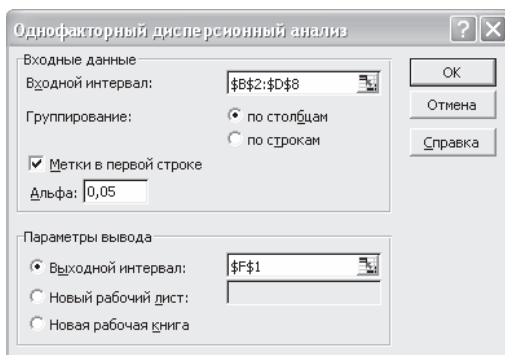 Однофакторный дисперсионный анализ
Входные данные
Входной интервал: $B$2:$D$8
Группирование: по столбцам
по строкам
Метки в первой строке
Альфа: 0,05
ОК
Отмена
Справка
Параметры вывода
Выходной интервал: $F$1
Новый рабочий лист:
Новая рабочая книга